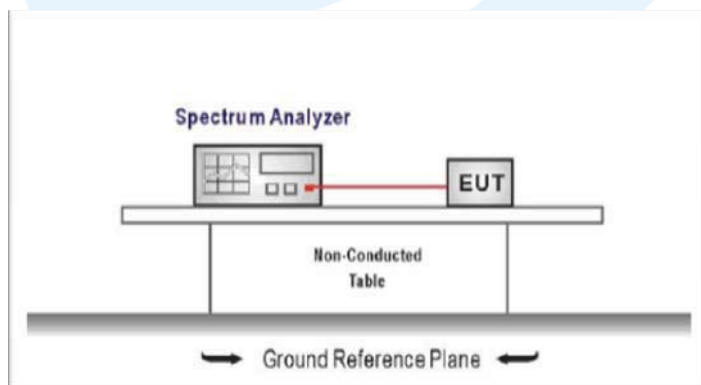 Spectrum Analyzer
EUT
Non-Conducted
Table
Ground Reference Plane